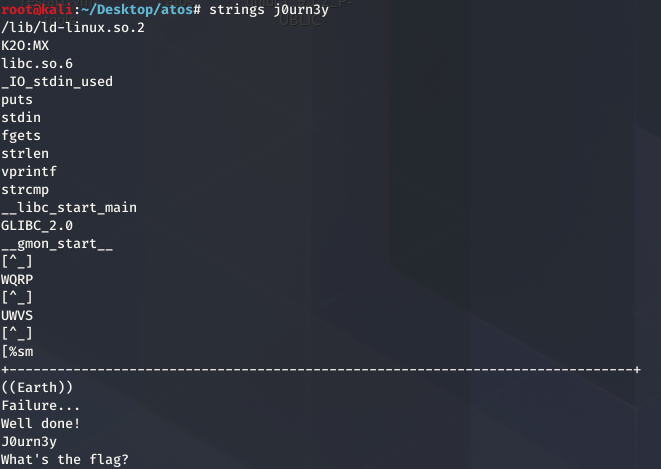 root@kali:~/Desktop/atos# strings j0urn3y
/lib/ld-linux.so.2
K2O:MX
libc.so.6
_IO_stdin_used
puts
stdin
fgets
strlen
vprintf
strcmp
__libc_start_main
GLIBC_2.0
__gmon_start__
[^_]
WQRP
[^_]
UWVS
[^_]
[%sm
+------------------------------------------------------------------------------+
((Earth))
Failure...
Well done!
J0urn3y
What's the flag?